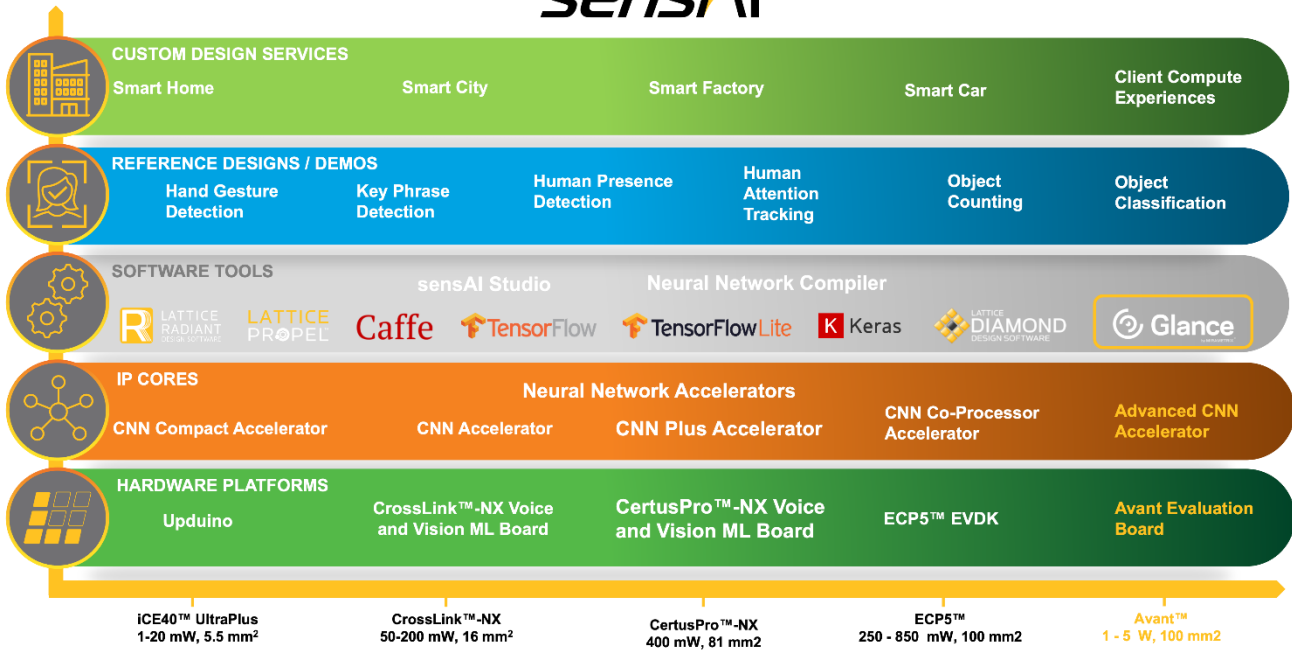 sensAI
CUSTOM DESIGN SERVICES
Smart Home
Smart City
Smart Factory
Smart Car
Client Compute
Experiences
REFERENCE DESIGNS / DEMOS
Hand Gesture
Detection
Key Phrase
Detection
Human Presence
Detection
Human
Attention
Tracking
Object
Counting
Object
Classification
SOFTWARE TOOLS
sensAI Studio
Neural Network Compiler
R LATTICE
RADIANT
DESIGN SOFTWARE
LATTICE
PROPEL
Caffe
TensorFlow
TensorFlowLite
K Keras
LATTICE
DIAMOND
DESIGN SOFTWARE
Glance
IP CORES
Neural Network Accelerators
CNN Compact Accelerator
CNN Accelerator
CNN Plus Accelerator
CNN Co-Processor
Accelerator
Advanced CNN
Accelerator
HARDWARE PLATFORMS
Upduino
CrossLink™-NX Voice
and Vision ML Board
CertusPro™-NX Voice
and Vision ML Board
ECP5™ EVDK
Avant Evaluation
Board
iCE40™ UltraPlus
1-20 mW, 5.5 mm²
CrossLink™-NX
50-200 mW, 16 mm²
CertusPro™-NX
400 mW, 81 mm2
ECP5™
250 - 850 mW, 100 mm2
Avant™
1 - 5 W, 100 mm2